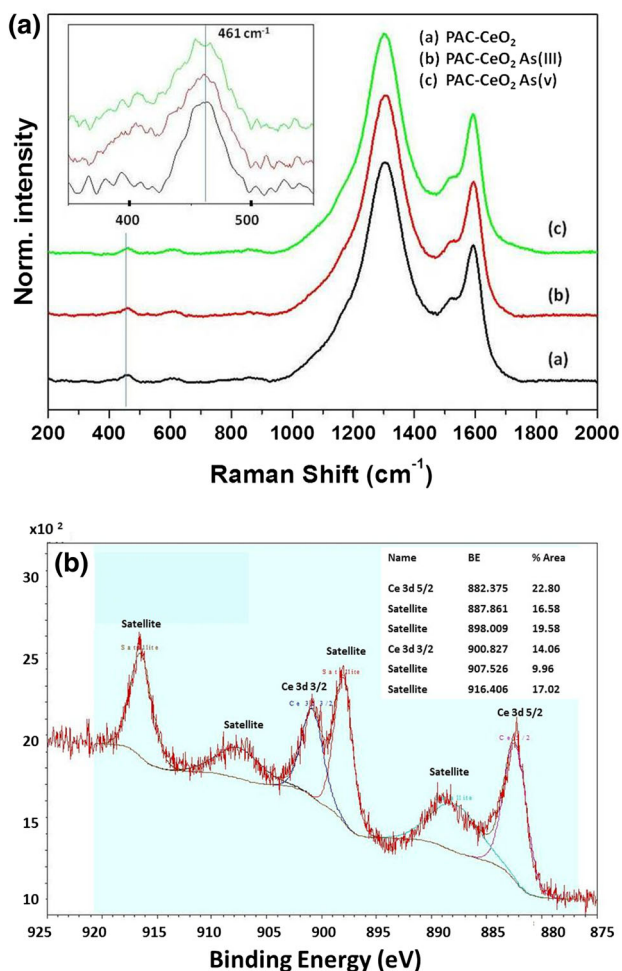 (a)
461 cm⁻¹
(a) PAC-CeO₂
(b) PAC-CeO₂ As(III)
(c) PAC-CeO₂ As(v)
400 500
(c)
(b)
(a)
Norm. intensity
200 400 600 800 1000 1200 1400 1600 1800 2000
Raman Shift (cm⁻¹)
x10 ²
(b)
Name BE % Area
Ce 3d 5/2 882.375 22.80
Satellite 887.861 16.58
Satellite 898.009 19.58
Ce 3d 3/2 900.827 14.06
Satellite 907.526 9.96
Satellite 916.406 17.02
30
25
20
15
10
Satellite
Satellite
Satellite
Ce 3d 3/2
Satellite
Satellite
Ce 3d 5/2
925 920 915 910 905 900 895 890 885 880 875
Binding Energy (eV)